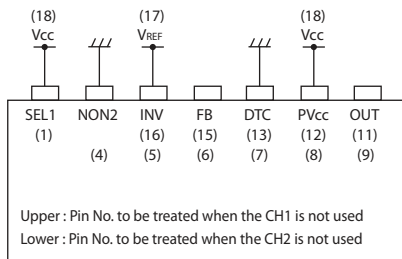 (18) (17) (18)
Vcc VREF Vcc
SEL1 NON2 INV FB DTC PVcc OUT
(1) (16) (15) (13) (12) (11)
(4) (5) (6) (7) (8) (9)
Upper : Pin No. to be treated when the CH1 is not used
Lower : Pin No. to be treated when the CH2 is not used